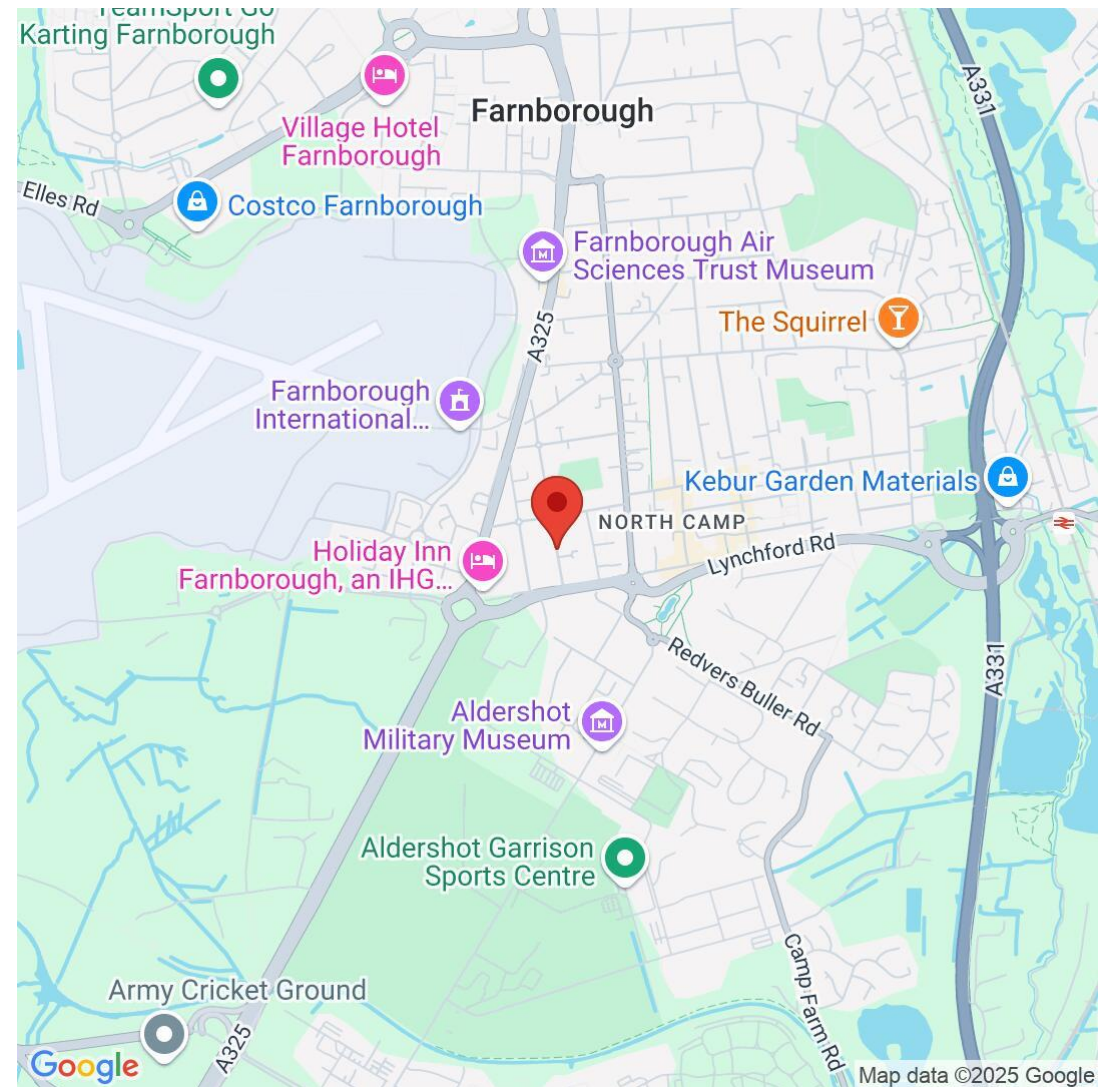 TeamSport Go
Karting Farnborough
Village Hotel
Farnborough
Farnborough
A331
Elles Rd
Costco Farnborough
Farnborough Air
Sciences Trust Museum
The Squirrel
A325
Farnborough
International...
Kebur Garden Materials
NORTH CAMP
Holiday Inn
Farnborough, an IHG...
Lynchford Rd
Redvers Buller Rd
A331
Aldershot
Military Museum
Aldershot Garrison
Sports Centre
Camp Farm Rd
Army Cricket Ground
A325
Google
Map data ©2025 Google